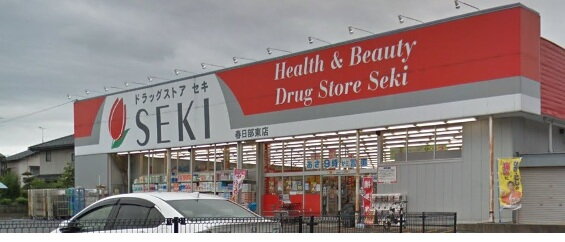 ドラッグストア セキ
SEKI
春日部東店
Health & Beauty
Drug Store Seki